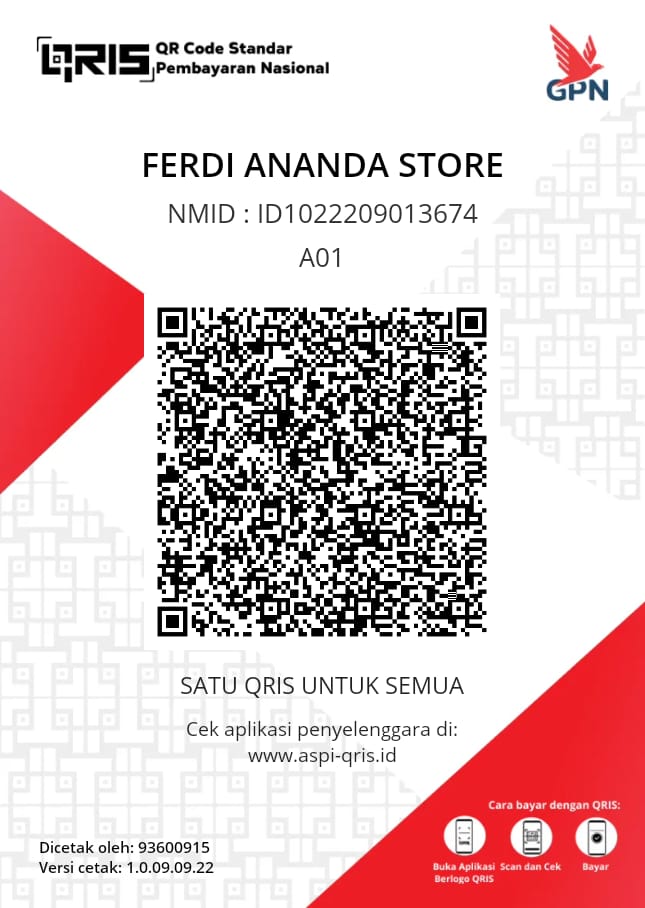 QRIS QR Code Standar
Pembayaran Nasional
GPN
FERDI ANANDA STORE
NMID : ID1022209013674
A01
SATU QRIS UNTUK SEMUA
Cek aplikasi penyelenggara di:
www.aspi-qris.id
Cara bayar dengan QRIS:
Buka Aplikasi
Berlogo QRIS
Scan dan Cek
Bayar
Dicetak oleh: 93600915
Versi cetak: 1.0.09.09.22